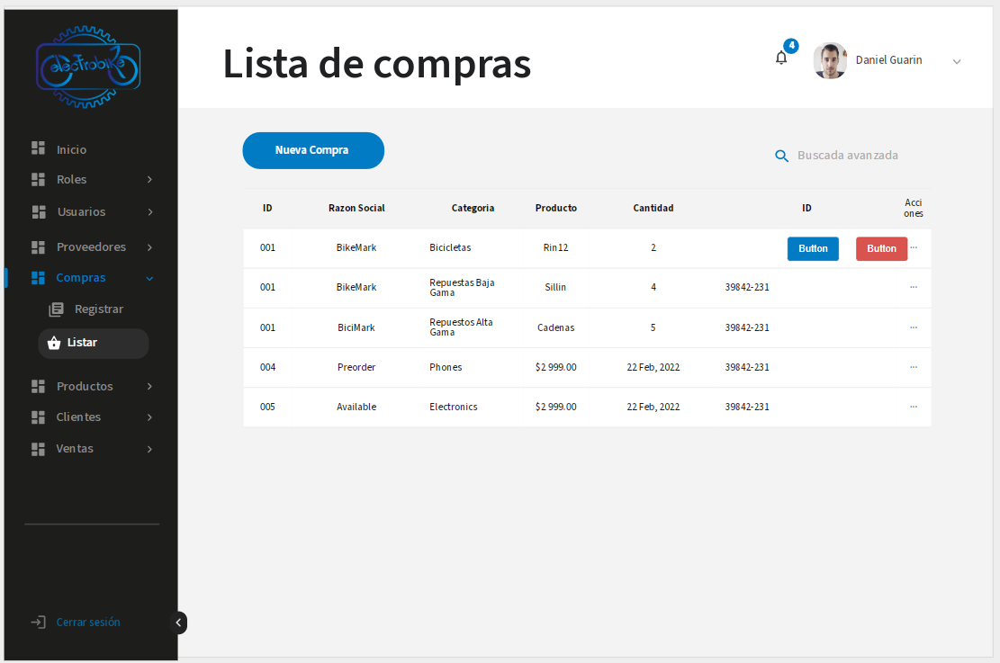 electrobike
Lista de compras
4
Daniel Guarin
Inicio
Roles
Usuarios
Proveedores
Compras
Registrar
Listar
Productos
Clientes
Ventas
Cerrar sesión
Nueva Compra
Buscada avanzada
ID Razon Social Categoria Producto Cantidad ID Acci
ones
001 BikeMark Bicicletas Rin12 2 Button Button ...
001 BikeMark Repuestas Baja Sillin 4 39842-231 ...
Gama
001 BiciMark Repuestos Alta Cadenas 5 39842-231 ...
Gama
004 Preorder Phones $2 999.00 22 Feb, 2022 39842-231 ...
005 Available Electronics $2 999.00 22 Feb, 2022 39842-231 ...